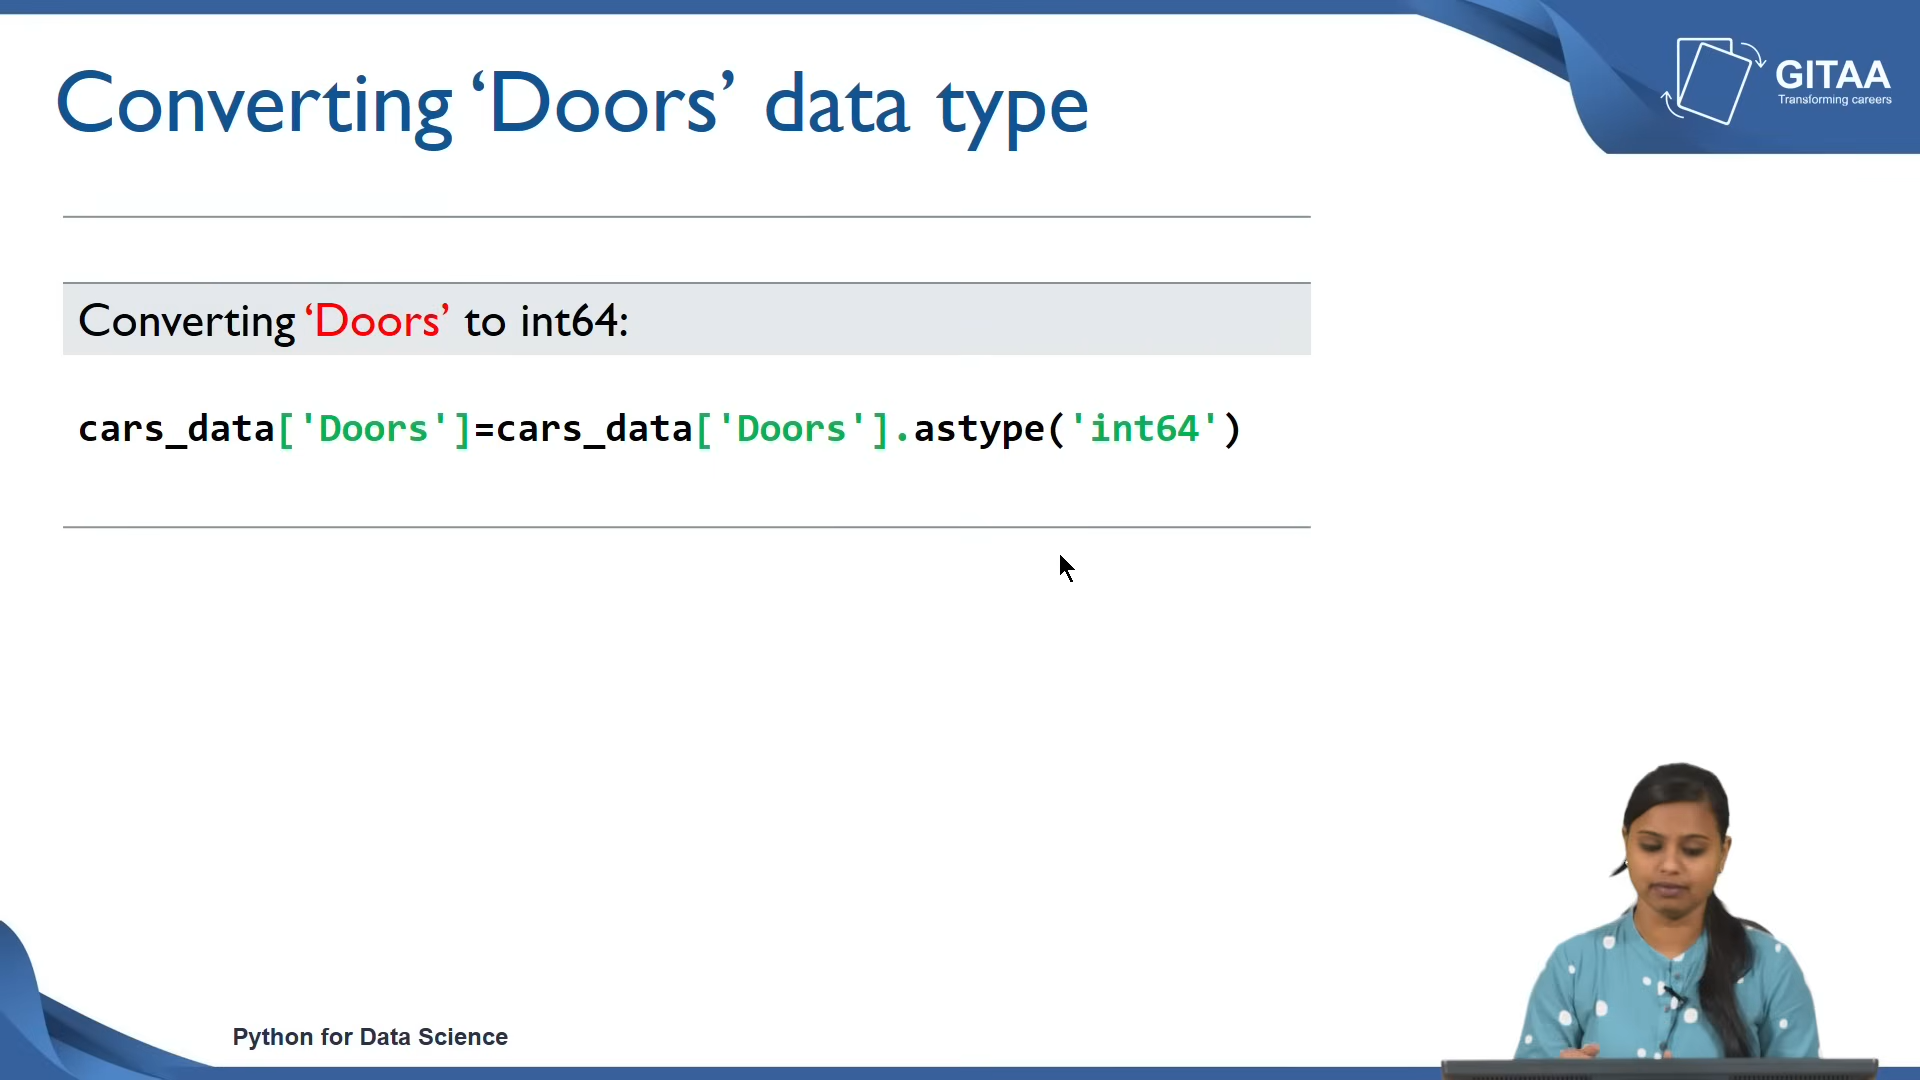 Converting ‘Doors’ data type
GITAA
Transforming careers
Converting ‘Doors’ to int64:
cars_data['Doors']=cars_data['Doors'].astype('int64')
Python for Data Science